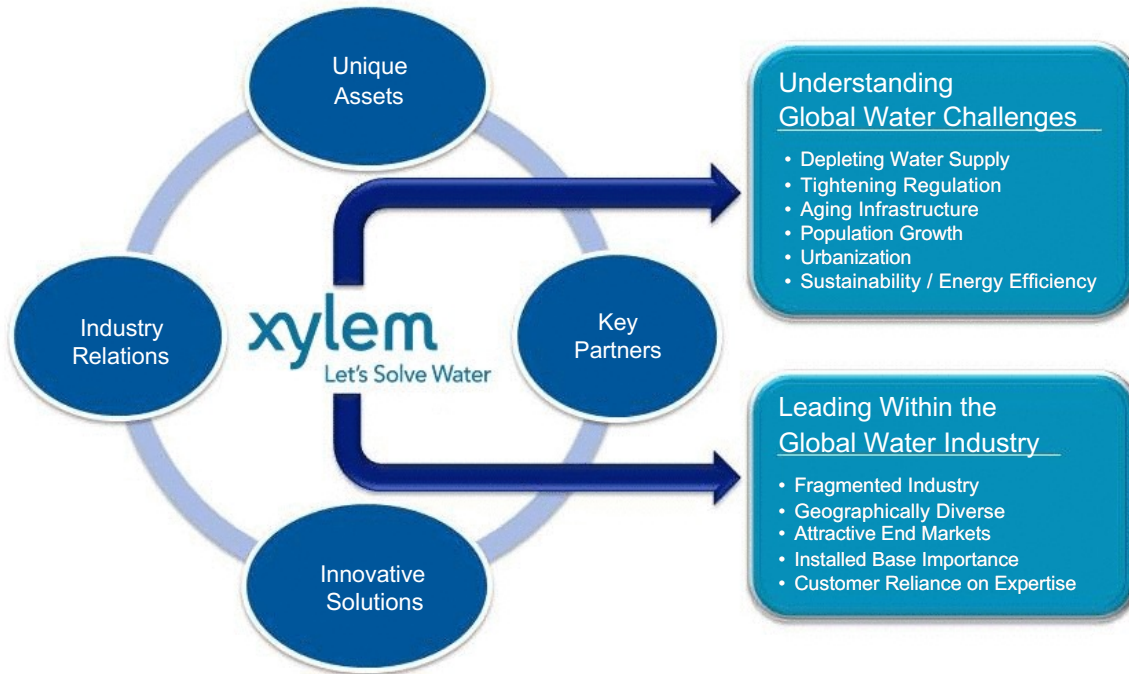 Unique
Assets
Industry
Relations
xylem
Let's Solve Water
Key
Partners
Innovative
Solutions
Understanding
Global Water Challenges
• Depleting Water Supply
• Tightening Regulation
• Aging Infrastructure
• Population Growth
• Urbanization
• Sustainability / Energy Efficiency
Leading Within the
Global Water Industry
• Fragmented Industry
• Geographically Diverse
• Attractive End Markets
• Installed Base Importance
• Customer Reliance on Expertise